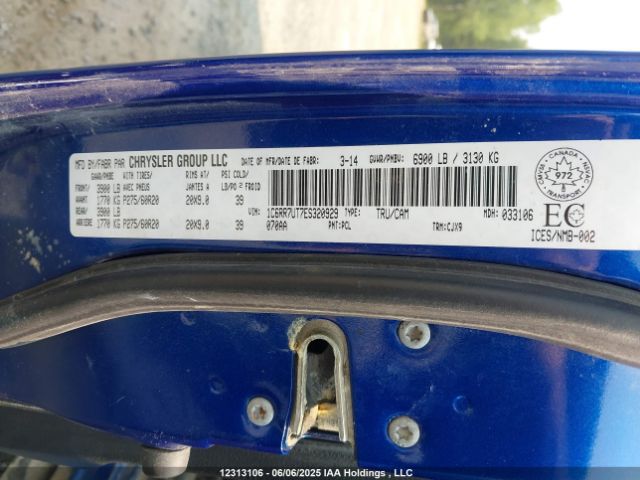 MFD BY/FABR PAR CHRYSLER GROUP LLC DATE OF MFR/DATE DE FABR: 3-14 GVWR/PNBV: 6900 LB / 3130 KG
GAWR/PNBE WITH TIRES/ RIMS AT/ PSI COLD/
FRONT/ 3900 LB AVEC PNEUS JANTES A LB/PO² FROID
AVANT: 1770 KG P275/60R20 20X9.0 39
REAR/ 3900 LB
ARRIERE: 1770 KG P275/60R20 20X9.0 39
VIN: 1C6RR7UT7ES320929 TYPE: TRU/CAM MDH: 033106
070AA PNT:PCL TRM:CJX9
CANADA
972
TRANSPORT
EC
ICES/NMB-002
12313106 - 06/06/2025 IAA Holdings , LLC